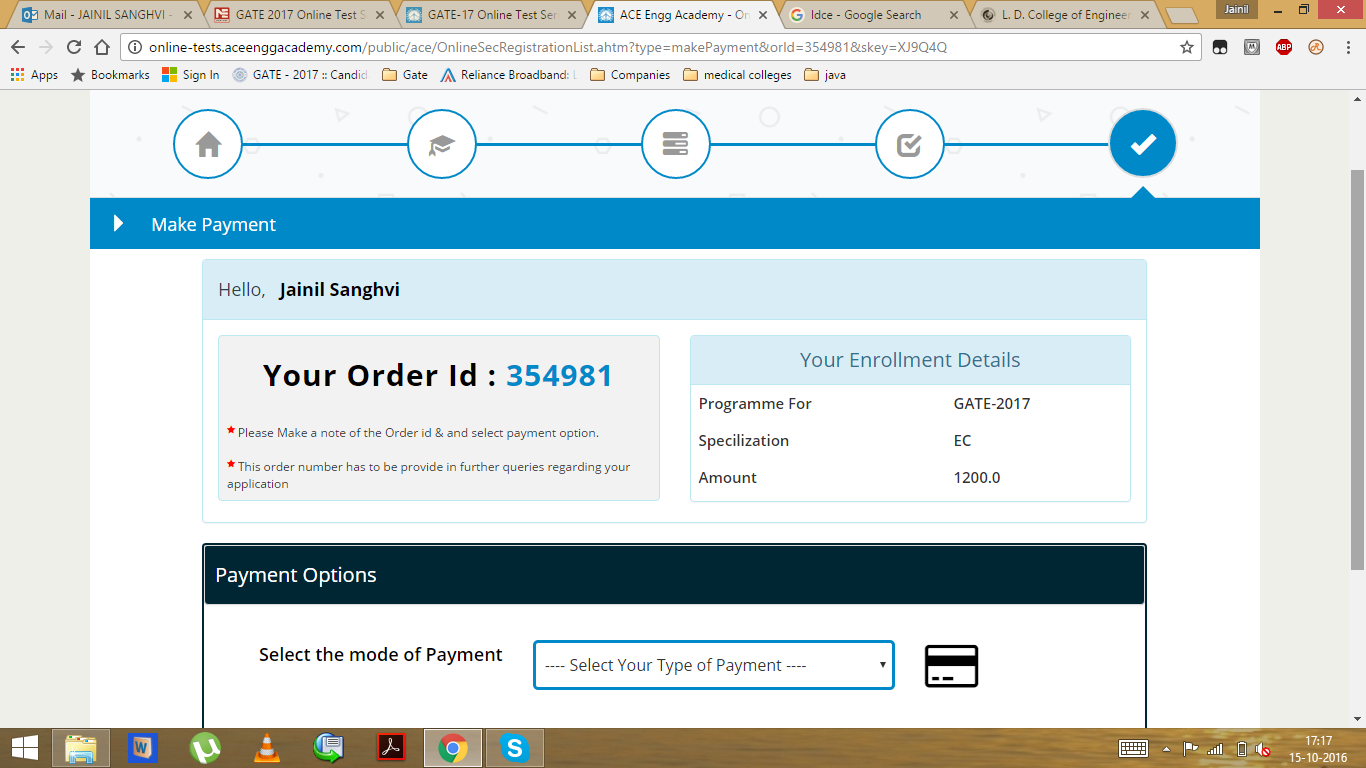 Mail - JAINIL SANGHVI - GATE 2017 Online Test S GATE-17 Online Test Ser ACE Engg Academy - On ldce - Google Search L. D. College of Engineer Jainil
online-tests.aceenggacademy.com/public/ace/OnlineSecRegistrationList.ahtm?type=makePayment&orId=354981&skey=XJ9Q4Q ABP
Apps Bookmarks Sign In GATE - 2017 :: Candid Gate Reliance Broadband: L Companies medical colleges java
Make Payment
Hello, Jainil Sanghvi
Your Order Id : 354981
* Please Make a note of the Order id & and select payment option.
* This order number has to be provide in further queries regarding your
application
Your Enrollment Details
Programme For GATE-2017
Specilization EC
Amount 1200.0
Payment Options
Select the mode of Payment ---- Select Your Type of Payment ----
17:17
15-10-2016